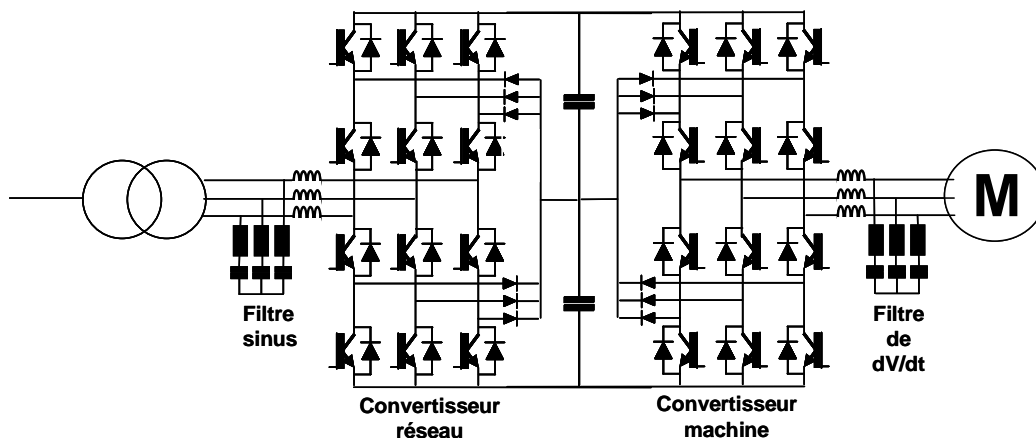 M
Filtre
sinus
Filtre
de
dV/dt
Convertisseur
réseau
Convertisseur
machine